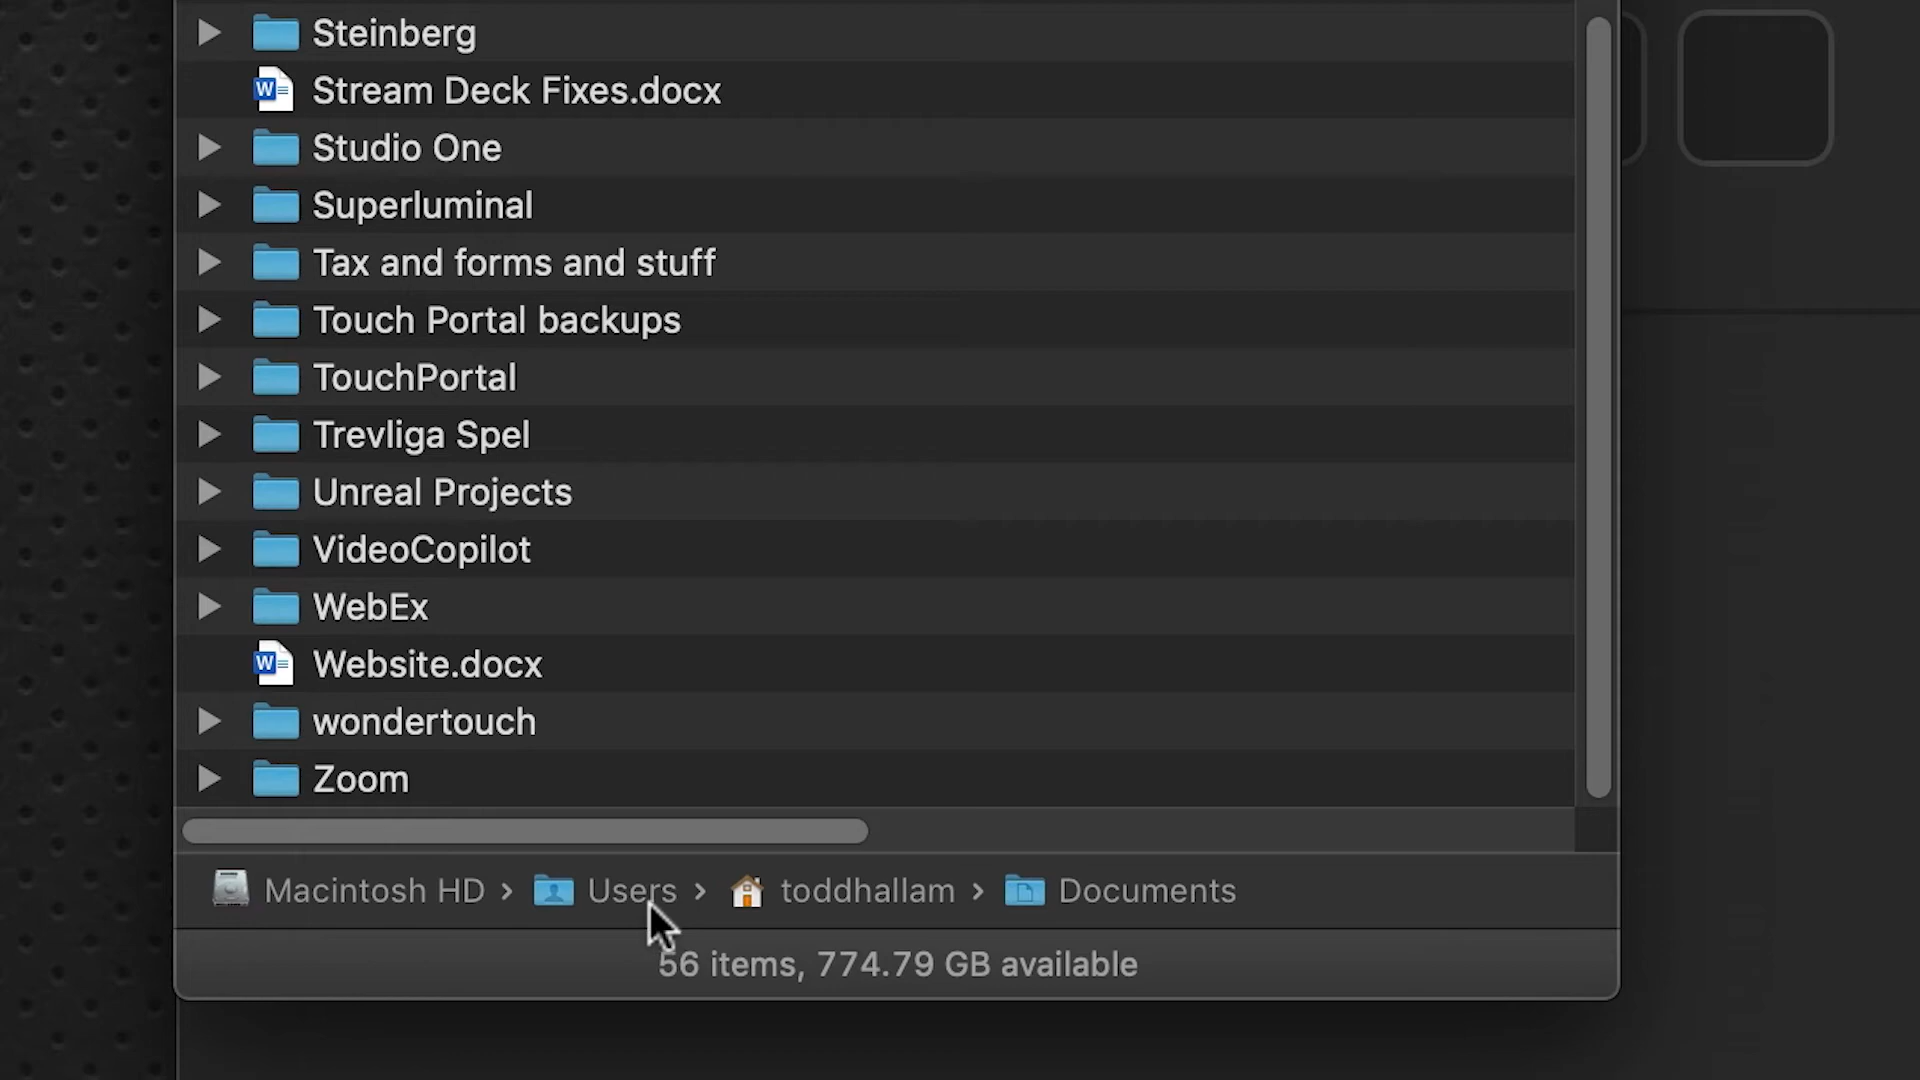 Steinberg
Stream Deck Fixes.docx
Studio One
Superluminal
Tax and forms and stuff
Touch Portal backups
TouchPortal
Trevliga Spel
Unreal Projects
VideoCopilot
WebEx
Website.docx
wondertouch
Zoom
Macintosh HD › Users › toddhallam › Documents
56 items, 774.79 GB available